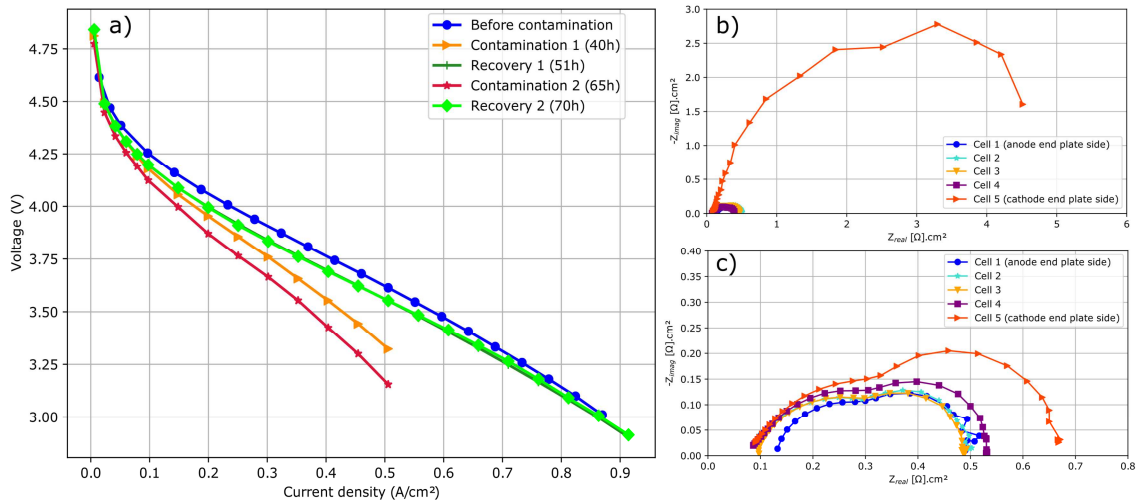 a)
Before contamination
Contamination 1 (40h)
Recovery 1 (51h)
Contamination 2 (65h)
Recovery 2 (70h)
Voltage (V)
4.75
4.50
4.25
4.00
3.75
3.50
3.25
3.00
0.0 0.1 0.2 0.3 0.4 0.5 0.6 0.7 0.8 0.9
Current density (A/cm²)
b)
-Z_imag [Ω].cm²
3.0
2.5
2.0
1.5
1.0
0.5
0.0
Cell 1 (anode end plate side)
Cell 2
Cell 3
Cell 4
Cell 5 (cathode end plate side)
0 1 2 3 4 5 6
Z_real [Ω].cm²
c)
-Z_imag [Ω].cm²
0.40
0.35
0.30
0.25
0.20
0.15
0.10
0.05
0.00
Cell 1 (anode end plate side)
Cell 2
Cell 3
Cell 4
Cell 5 (cathode end plate side)
0.0 0.1 0.2 0.3 0.4 0.5 0.6 0.7 0.8
Z_real [Ω].cm²